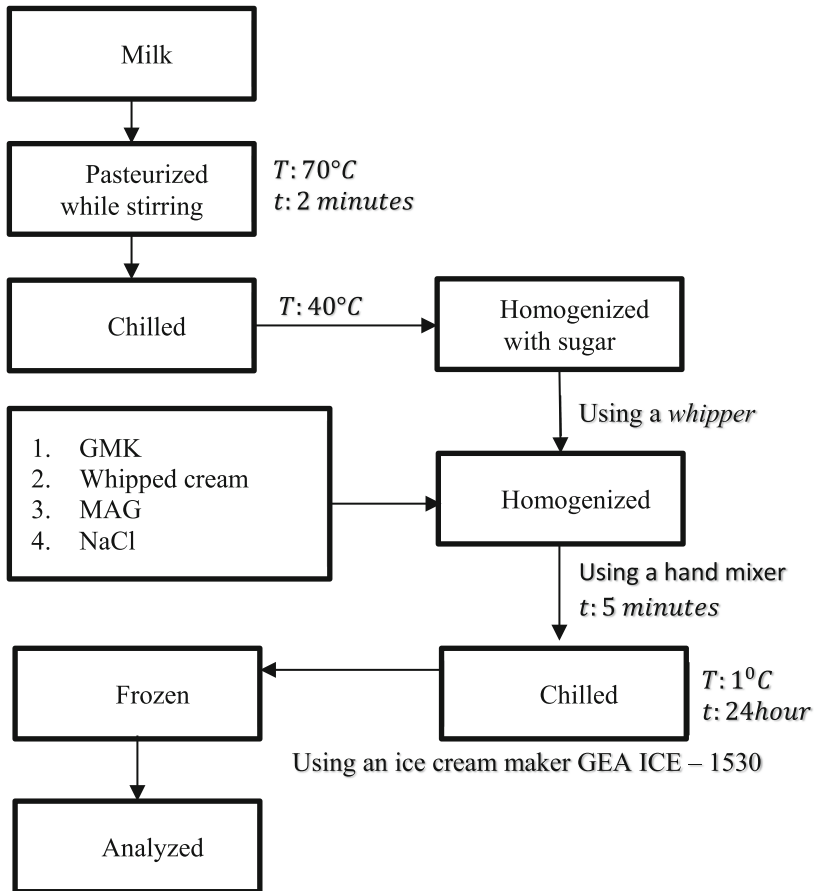 Milk
Pasteurized
while stirring
T: 70°C
t: 2 minutes
Chilled
T: 40°C
Homogenized
with sugar
Using a whipper
1. GMK
2. Whipped cream
3. MAG
4. NaCl
Homogenized
Using a hand mixer
t: 5 minutes
Frozen
Chilled
T: 1⁰C
t: 24hour
Using an ice cream maker GEA ICE – 1530
Analyzed